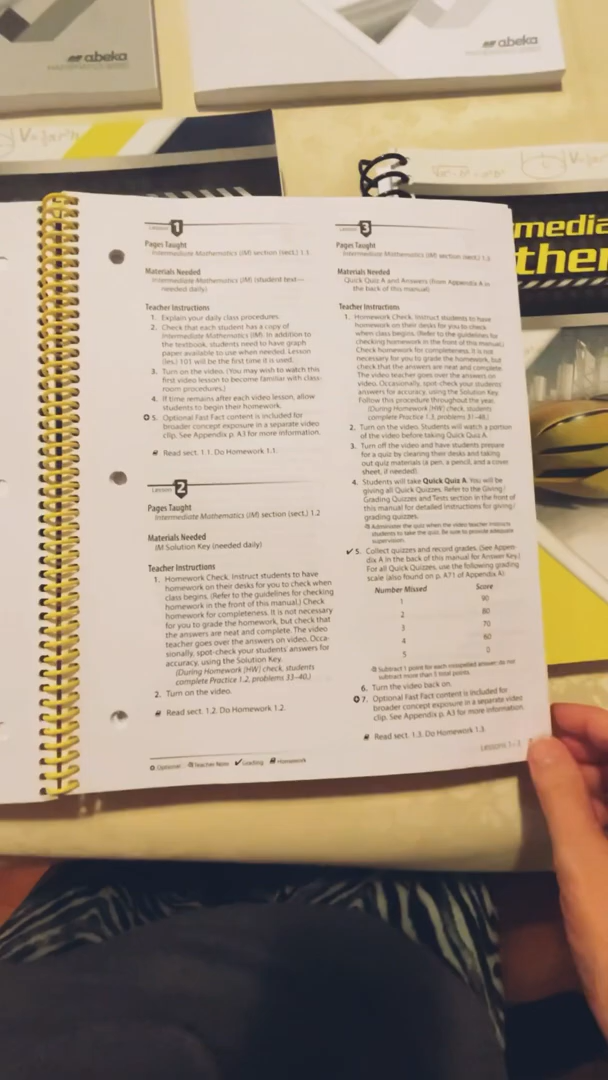 abeka
MATHEMATICS SERIES
abeka
MATHEMATICS SERIES
media
them
Lesson 1
Pages Taught
Intermediate Mathematics (IM) section (sect.) 1.1
Materials Needed
Intermediate Mathematics (IM) (student text—
needed daily)
Teacher Instructions
1. Explain your daily class procedures.
2. Check that each student has a copy of
Intermediate Mathematics (IM). In addition to
the textbook, students need to have graph
paper available to use when needed. Lesson
(les.) 101 will be the first time it is used.
3. Turn on the video. (You may wish to watch this
first video lesson to become familiar with class-
room procedures.)
4. If time remains after each video lesson, allow
students to begin their homework.
5. Optional Fast Fact content is included for
broader concept exposure in a separate video
clip. See Appendix p. A3 for more information.
Read sect. 1.1. Do Homework 1.1.
Lesson 2
Pages Taught
Intermediate Mathematics (IM) section (sect.) 1.2
Materials Needed
IM Solution Key (needed daily)
Teacher Instructions
1. Homework Check. Instruct students to have
homework on their desks for you to check when
class begins. (Refer to the guidelines for checking
homework in the front of this manual.) Check
homework for completeness. It is not necessary
for you to grade the homework, but check that
the answers are neat and complete. The video
teacher goes over the answers on video. Occa-
sionally, spot-check your students' answers for
accuracy, using the Solution Key.
(During Homework [HW] check, students
complete Practice 1.2, problems 33–40.)
2. Turn on the video.
Read sect. 1.2. Do Homework 1.2.
Optional Teacher Note Grading Homework
Lesson 3
Pages Taught
Intermediate Mathematics (IM) section (sect.) 1.3
Materials Needed
Quick Quiz A and Answers (from Appendix A in
the back of this manual)
Teacher Instructions
1. Homework Check. Instruct students to have
homework on their desks for you to check
when class begins. (Refer to the guidelines for
checking homework in the front of this manual.)
Check homework for completeness. It is not
necessary for you to grade the homework, but
check that the answers are neat and complete.
The video teacher goes over the answers on
video. Occasionally, spot-check your students'
answers for accuracy, using the Solution Key.
Follow this procedure throughout the year.
(During Homework [HW] check, students
complete Practice 1.3, problems 31–40.)
2. Turn on the video. Students will watch a portion
of the video before taking Quick Quiz A.
3. Turn off the video and have students prepare
for a quiz by clearing their desks and taking
out quiz materials (a pen, a pencil, and a cover
sheet, if needed).
4. Students will take Quick Quiz A. You will be
giving all Quick Quizzes. Refer to the Giving/
Grading Quizzes and Tests section in the front of
this manual for detailed instructions for giving/
grading quizzes.
Administer the quiz when the video teacher instructs
students to take the quiz. Be sure to provide adequate
supervision.
5. Collect quizzes and record grades. (See Appen-
dix A in the back of this manual for Answer Key.)
For all Quick Quizzes, use the following grading
scale (also found on p. A71 of Appendix A).
Number Missed Score
1 90
2 80
3 70
4 60
5 0
Subtract 1 point for each misspelled answer; do not
subtract more than 5 total points.
6. Turn the video back on.
7. Optional Fast Fact content is included for
broader concept exposure in a separate video
clip. See Appendix p. A3 for more information.
Read sect. 1.3. Do Homework 1.3.
Lessons 1–3